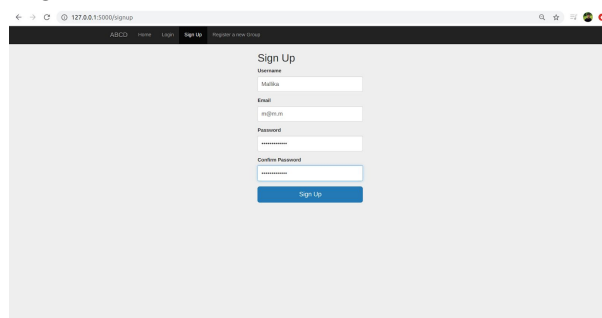 127.0.0.1:5000/signup
ABCD Home Login Sign Up Register a new Group
Sign Up
Username
Mallika
Email
m@m.m
Password
Confirm Password
Sign Up